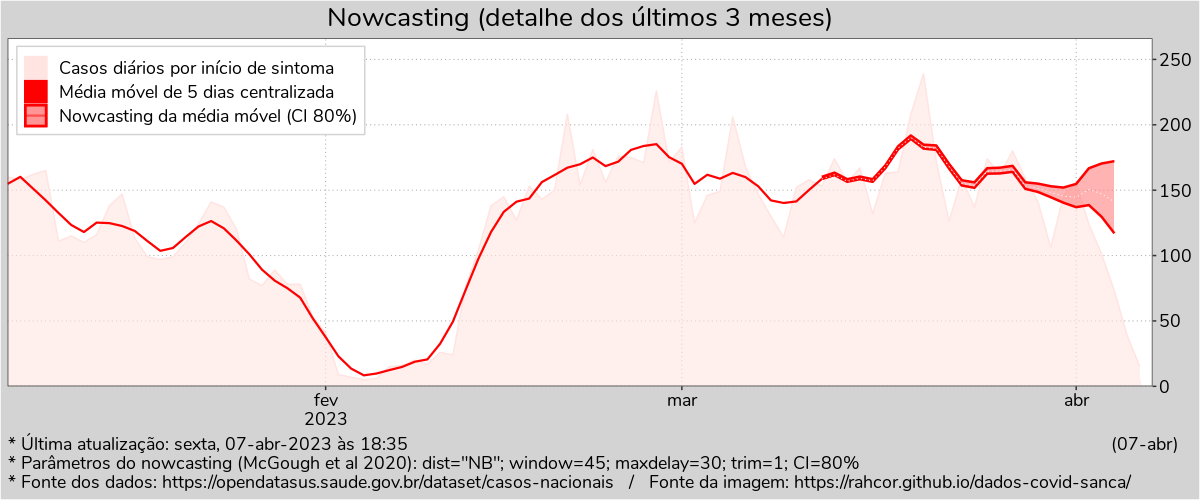 Nowcasting (detalhe dos últimos 3 meses)
Casos diários por início de sintoma
Média móvel de 5 dias centralizada
Nowcasting da média móvel (CI 80%)
250
200
150
100
50
0
fev
2023
mar
abr
* Última atualização: sexta, 07-abr-2023 às 18:35
(07-abr)
* Parâmetros do nowcasting (McGough et al 2020): dist="NB"; window=45; maxdelay=30; trim=1; CI=80%
* Fonte dos dados: https://opendatasus.saude.gov.br/dataset/casos-nacionais / Fonte da imagem: https://rahcor.github.io/dados-covid-sanca/